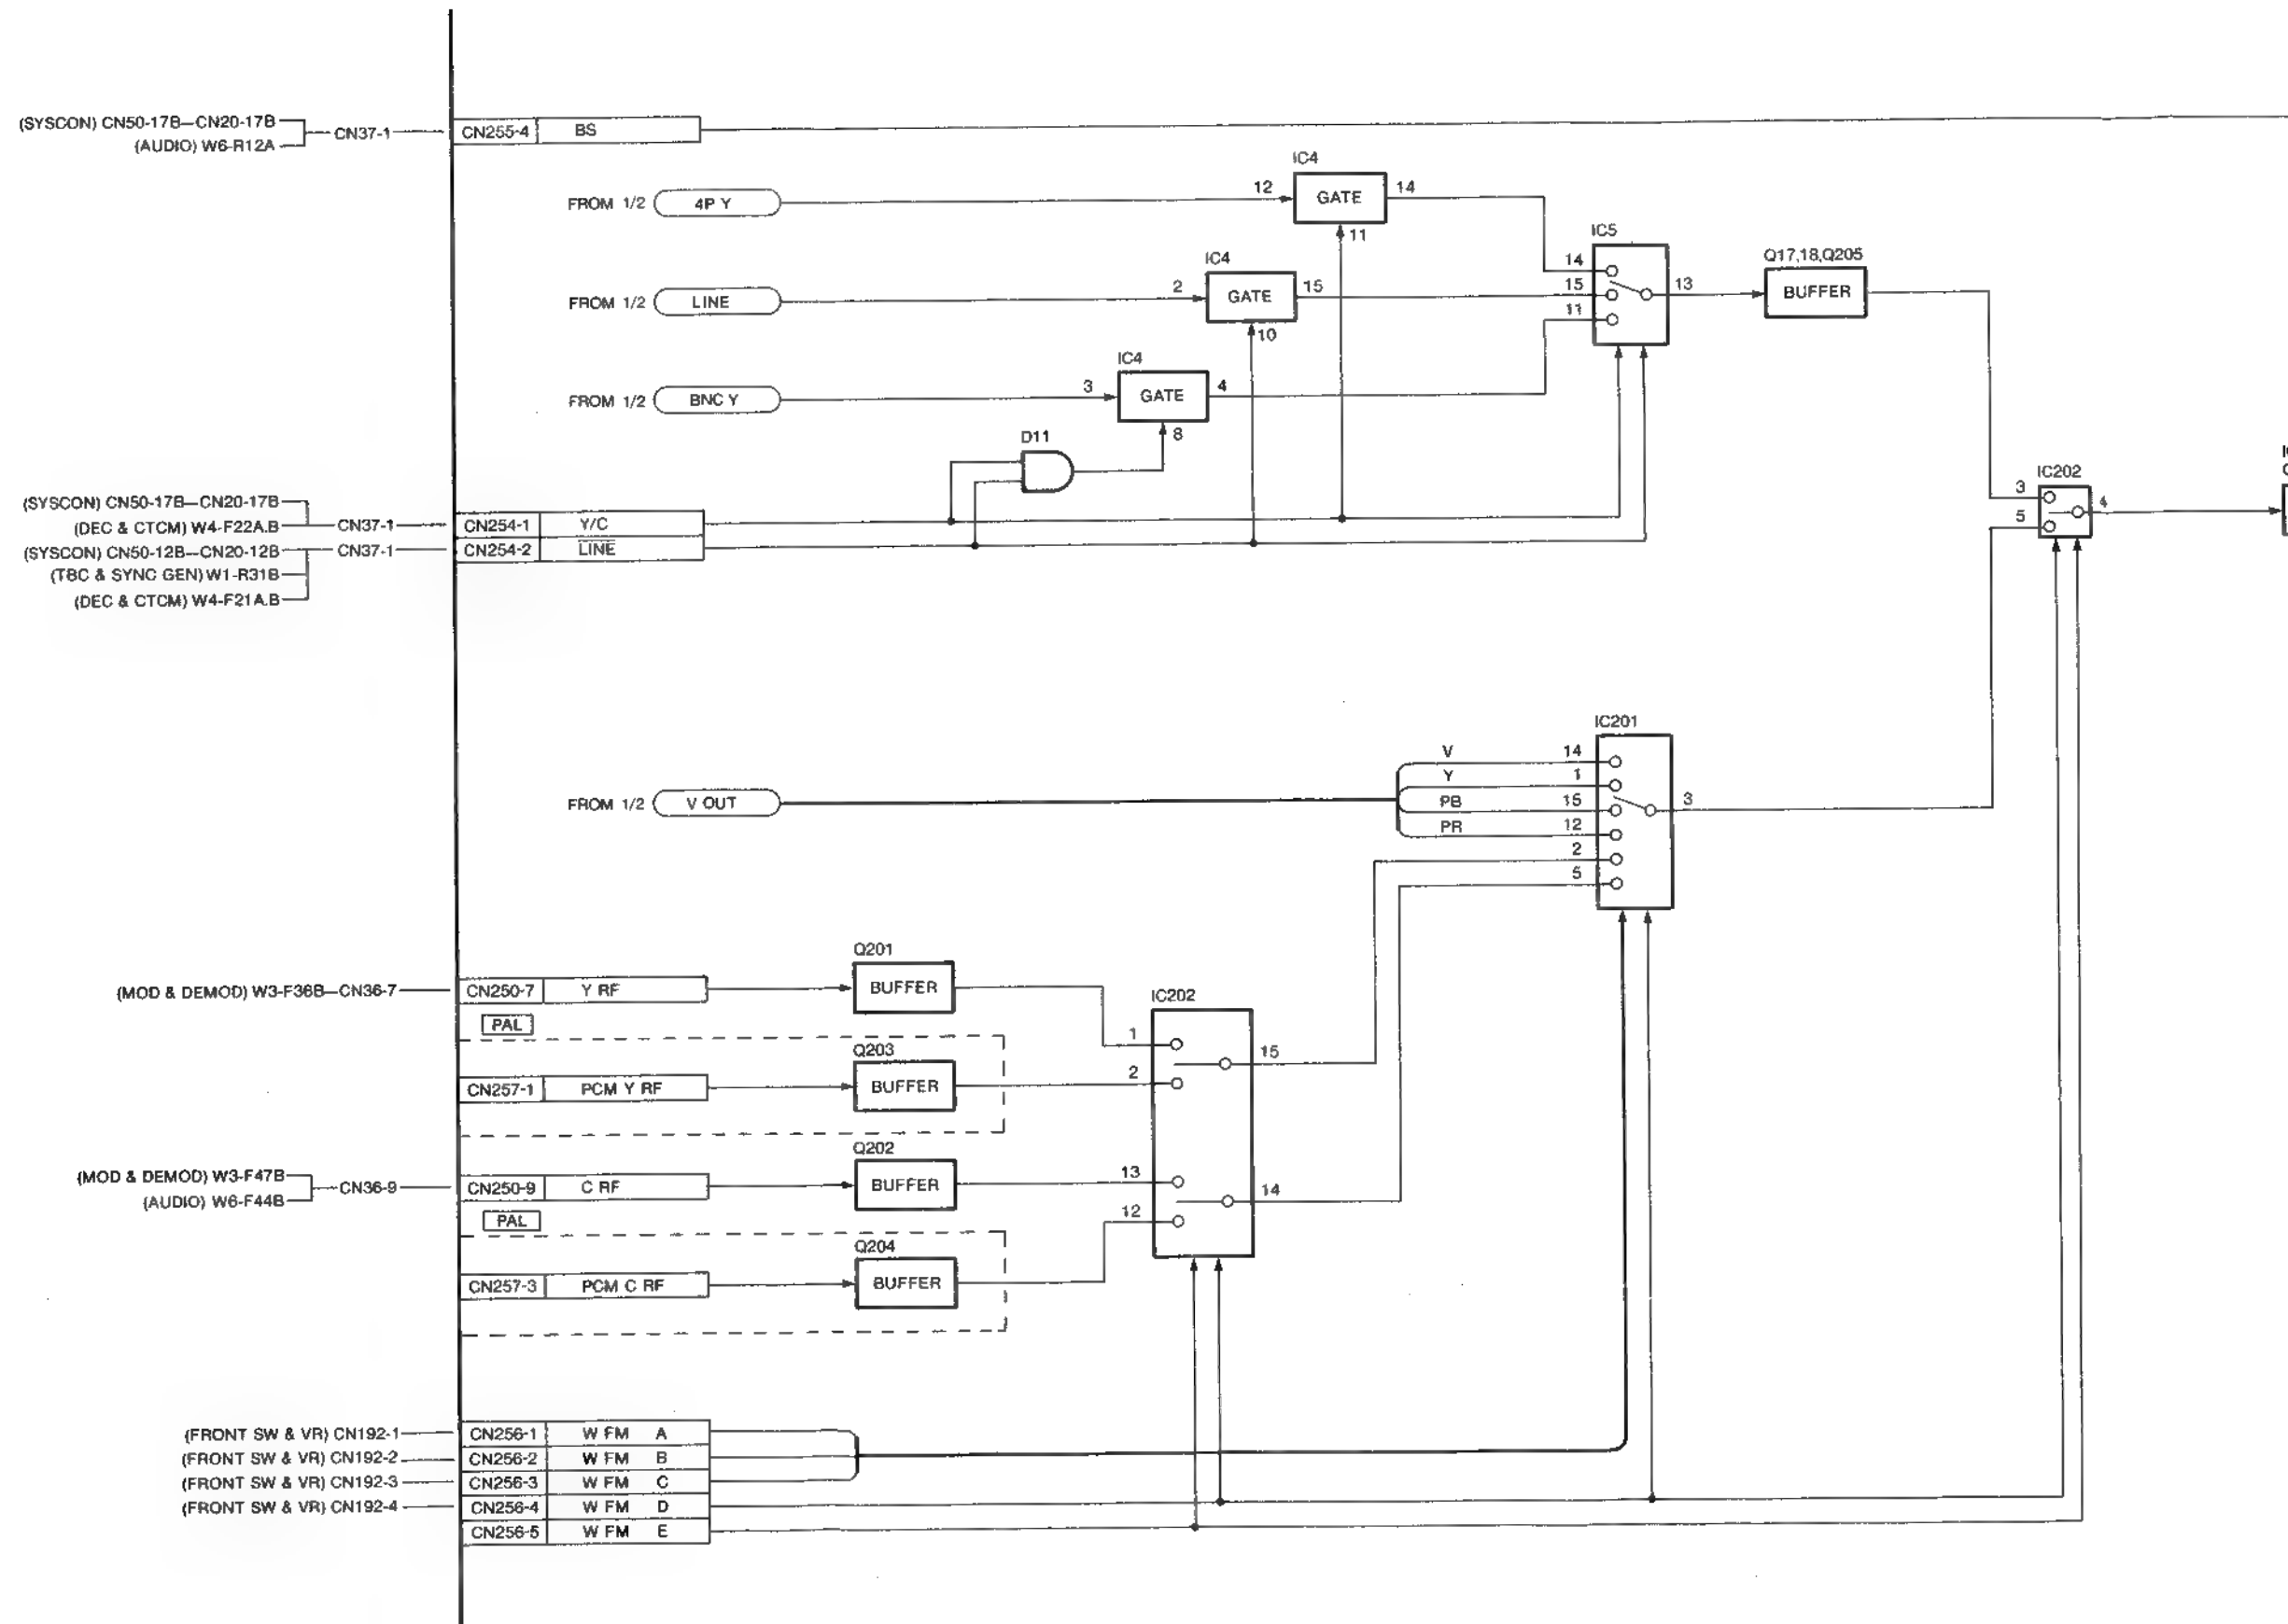 (SYSCON) CN50-17B—CN20-17B
(AUDIO) W6-R12A
CN37-1
CN255-4 BS
FROM 1/2 4P Y
12
IC4
GATE
14
11
FROM 1/2 LINE
2
IC4
GATE
15
10
FROM 1/2 BNC Y
3
IC4
GATE
4
8
D11
IC5
14
15
11
13
Q17,18,Q205
BUFFER
(SYSCON) CN50-17B—CN20-17B
(DEC & CTCM) W4-F22A.B
CN37-1
CN254-1 Y/C
(SYSCON) CN50-12B—CN20-12B
CN37-1
CN254-2 LINE
(TBC & SYNC GEN) W1-R31B
(DEC & CTCM) W4-F21A.B
IC202
3
5
4
FROM 1/2 V OUT
V 14
Y 1
PB 15
PR 12
2
5
IC201
3
(MOD & DEMOD) W3-F36B—CN36-7
CN250-7 Y RF
Q201
BUFFER
PAL
CN257-1 PCM Y RF
Q203
BUFFER
IC202
1
2
15
(MOD & DEMOD) W3-F47B
(AUDIO) W6-F44B
CN36-9
CN250-9 C RF
Q202
BUFFER
13
12
14
PAL
CN257-3 PCM C RF
Q204
BUFFER
(FRONT SW & VR) CN192-1 CN256-1 W FM A
(FRONT SW & VR) CN192-2 CN256-2 W FM B
(FRONT SW & VR) CN192-3 CN256-3 W FM C
(FRONT SW & VR) CN192-4 CN256-4 W FM D
CN256-5 W FM E